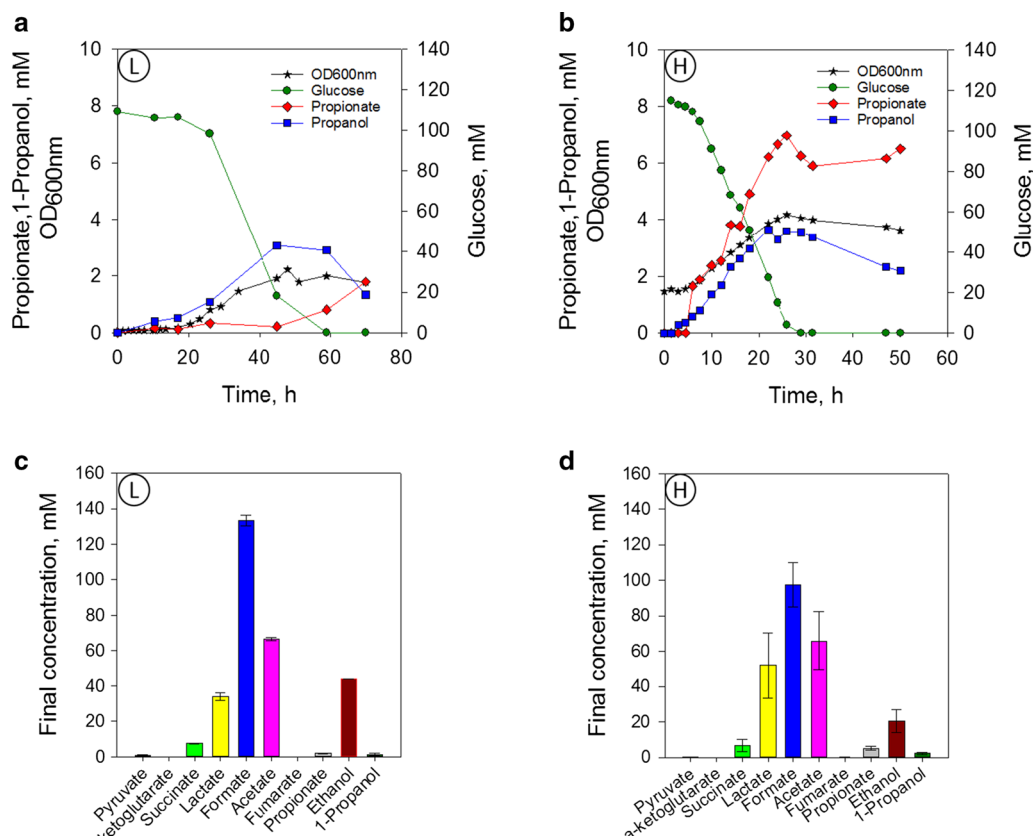 a
L
10
8
6
4
2
0
Propionate,1-Propanol, mM
OD600nm
OD600nm
Glucose
Propionate
Propanol
140
120
100
80
60
40
20
0
Glucose, mM
0 20 40 60 80
Time, h
b
H
10
8
6
4
2
0
Propionate,1-Propanol, mM
OD600nm
OD600nm
Glucose
Propionate
Propanol
140
120
100
80
60
40
20
0
Glucose, mM
0 10 20 30 40 50 60
Time, h
c
L
160
140
120
100
80
60
40
20
0
Final concentration, mM
Pyruvate
ketoglutarate
Succinate
Lactate
Formate
Acetate
Fumarate
Propionate
Ethanol
1-Propanol
d
H
160
140
120
100
80
60
40
20
0
Final concentration, mM
Pyruvate
a-ketoglutarate
Succinate
Lactate
Formate
Acetate
Fumarate
Propionate
Ethanol
1-Propanol